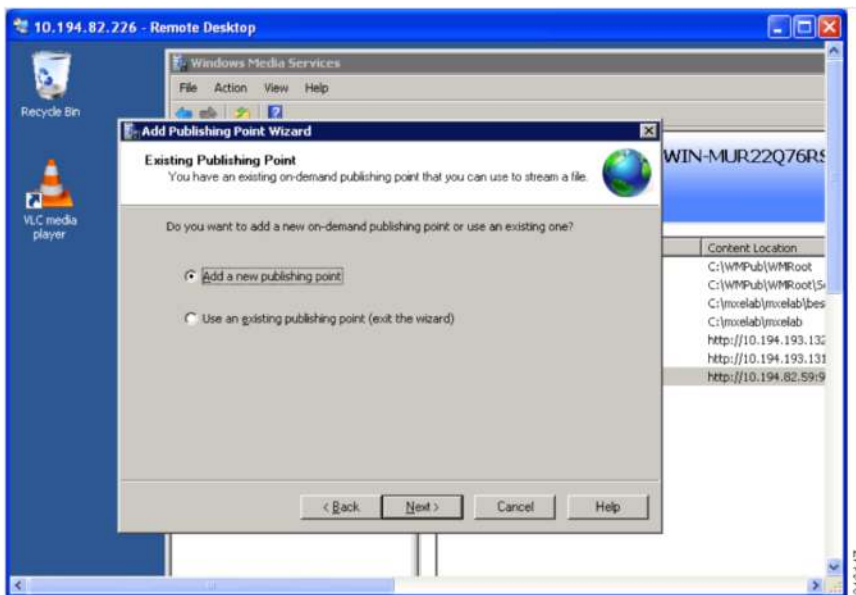 10.194.82.226 - Remote Desktop
Recycle Bin
VLC media
player
Windows Media Services
File Action View Help
Add Publishing Point Wizard
Existing Publishing Point
You have an existing on-demand publishing point that you can use to stream a file.
Do you want to add a new on-demand publishing point or use an existing one?
Add a new publishing point
Use an existing publishing point (exit the wizard)
< Back Next > Cancel Help
WIN-MUR22Q76RS
Content Location
C:\WMPub\WMRoot
C:\WMPub\WMRoot\S
C:\mxelab\mxelab\bes
C:\mxelab\mxelab
http://10.194.193.132
http://10.194.193.131
http://10.194.82.59:9